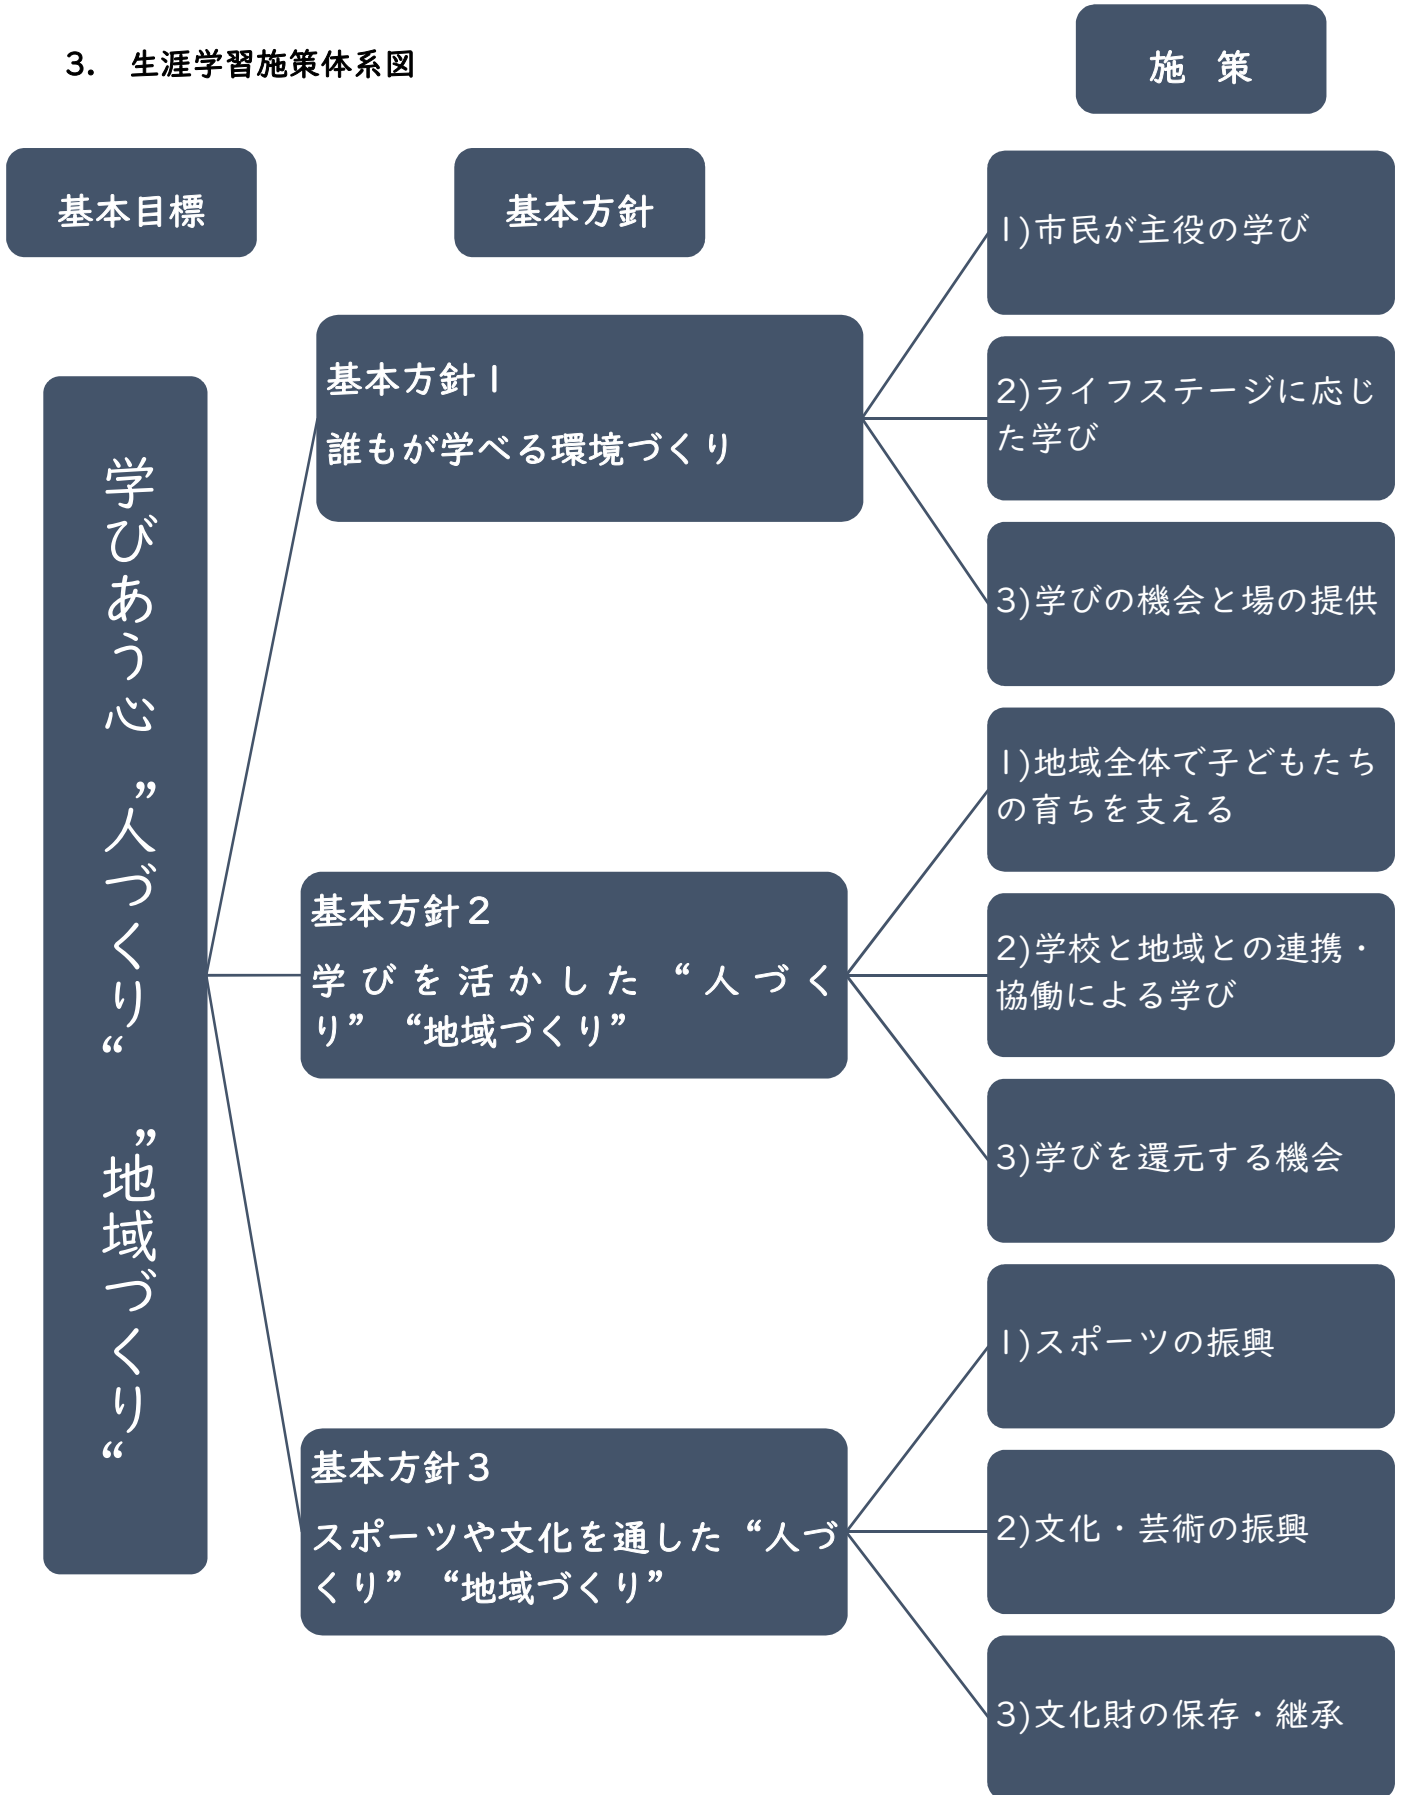 3.　生涯学習施策体系図
施　策
基本目標
基本方針
学びあう心　”人づくり“　”地域づくり“
基本方針１
誰もが学べる環境づくり
1)市民が主役の学び
2)ライフステージに応じ
た学び
3)学びの機会と場の提供
基本方針２
学びを活かした “人づく
り” “地域づくり”
1)地域全体で子どもたち
の育ちを支える
2)学校と地域との連携・
協働による学び
3)学びを還元する機会
基本方針３
スポーツや文化を通した “人づ
くり” “地域づくり”
1)スポーツの振興
2)文化・芸術の振興
3)文化財の保存・継承